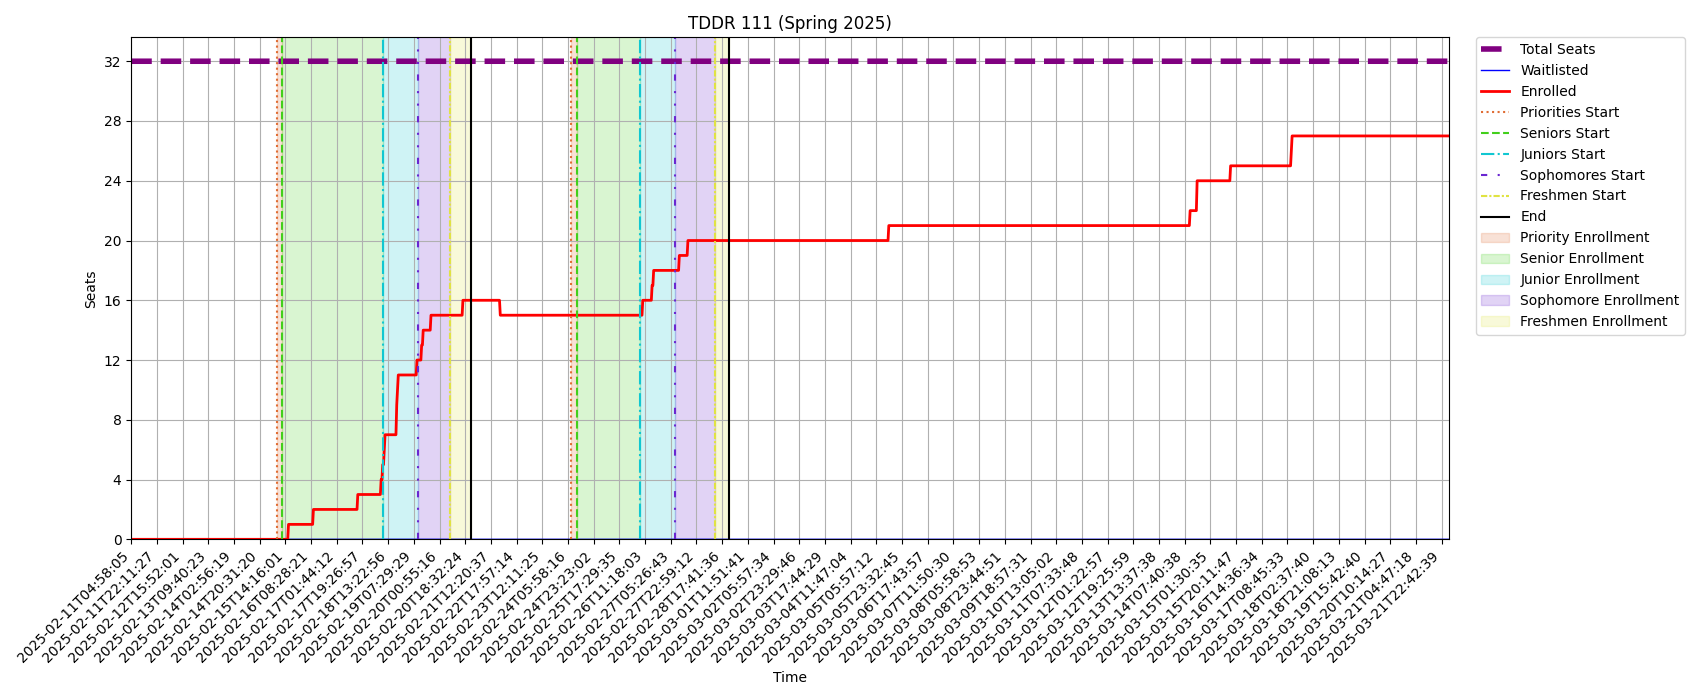 TDDR 111 (Spring 2025)
Total Seats
Waitlisted
Enrolled
Priorities Start
Seniors Start
Juniors Start
Sophomores Start
Freshmen Start
End
Priority Enrollment
Senior Enrollment
Junior Enrollment
Sophomore Enrollment
Freshmen Enrollment
Seats
32
28
24
20
16
12
8
4
0
2025-02-11T04:58:05
2025-02-11T22:11:27
2025-02-12T15:52:01
2025-02-13T09:40:23
2025-02-14T02:56:19
2025-02-14T20:31:20
2025-02-15T14:16:01
2025-02-16T08:28:21
2025-02-17T01:44:12
2025-02-17T19:26:57
2025-02-18T13:22:56
2025-02-19T07:29:29
2025-02-20T00:55:16
2025-02-20T18:32:24
2025-02-21T12:20:37
2025-02-22T17:57:14
2025-02-23T12:11:25
2025-02-24T05:58:16
2025-02-24T23:23:02
2025-02-25T17:29:35
2025-02-26T11:18:03
2025-02-27T05:26:43
2025-02-27T22:59:12
2025-02-28T17:41:36
2025-03-01T11:51:41
2025-03-02T05:57:34
2025-03-02T23:29:46
2025-03-03T17:44:29
2025-03-04T11:47:04
2025-03-05T05:57:12
2025-03-05T23:32:45
2025-03-06T17:43:57
2025-03-07T11:50:30
2025-03-08T05:58:53
2025-03-08T23:44:51
2025-03-09T18:57:31
2025-03-10T13:05:02
2025-03-11T07:33:48
2025-03-12T01:22:57
2025-03-12T19:25:59
2025-03-13T13:37:38
2025-03-14T07:40:38
2025-03-15T01:30:35
2025-03-15T20:11:47
2025-03-16T14:36:34
2025-03-17T08:45:33
2025-03-18T02:37:40
2025-03-18T21:08:13
2025-03-19T15:42:40
2025-03-20T10:14:27
2025-03-21T04:47:18
2025-03-21T22:42:39
Time